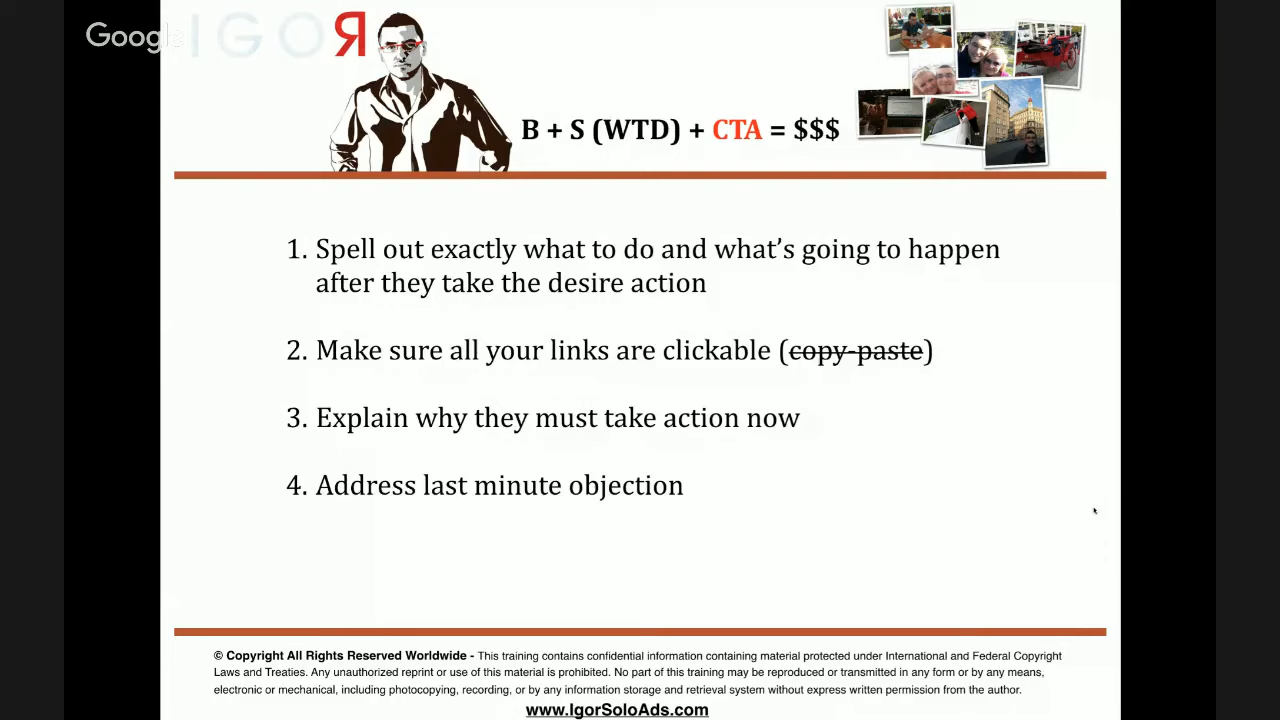 Google
IGOЯ
B + S (WTD) + CTA = $$$
1. Spell out exactly what to do and what's going to happen
after they take the desire action
2. Make sure all your links are clickable (copy-paste)
3. Explain why they must take action now
4. Address last minute objection
© Copyright All Rights Reserved Worldwide - This training contains confidential information containing material protected under International and Federal Copyright
Laws and Treaties. Any unauthorized reprint or use of this material is prohibited. No part of this training may be reproduced or transmitted in any form or by any means,
electronic or mechanical, including photocopying, recording, or by any information storage and retrieval system without express written permission from the author.
www.IgorSoloAds.com